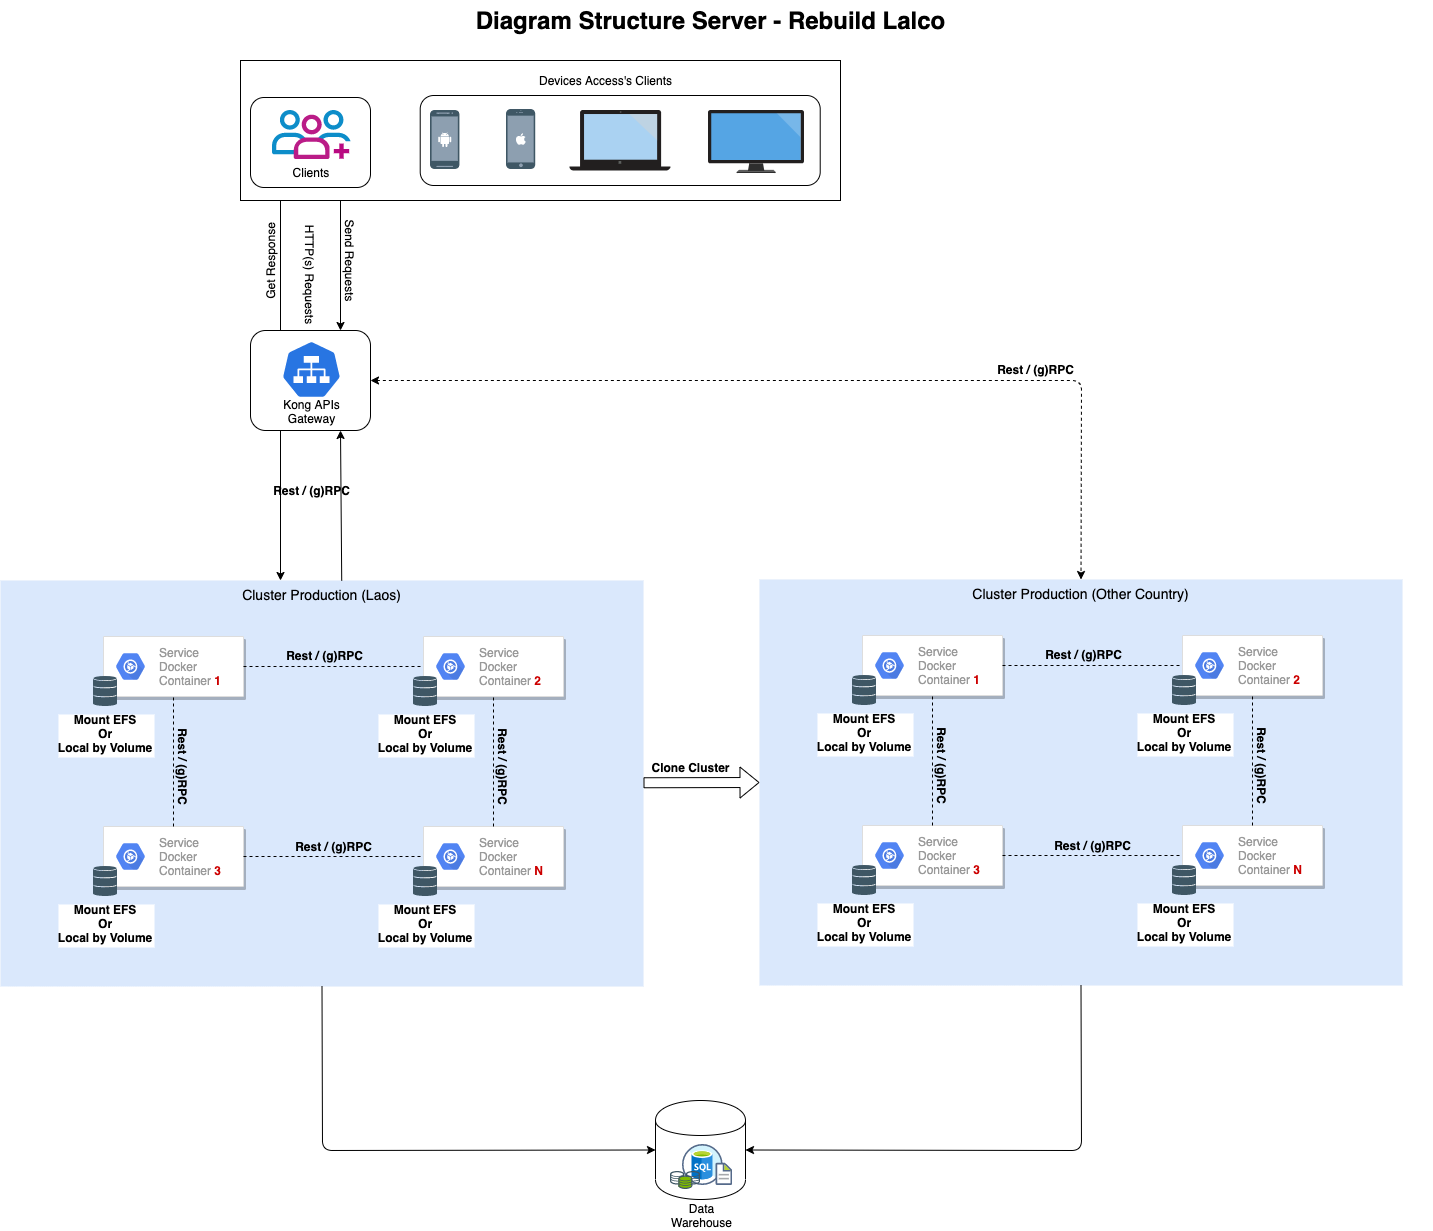 Diagram Structure Server - Rebuild Lalco
Devices Access's Clients
Clients
Get Response
HTTP(s) Requests
Send Requests
Kong APIs
Gateway
Rest / (g)RPC
Rest / (g)RPC
Cluster Production (Laos)
Service
Docker
Container 1
Rest / (g)RPC
Service
Docker
Container 2
Mount EFS
Or
Local by Volume
Rest / (g)RPC
Mount EFS
Or
Local by Volume
Rest / (g)RPC
Service
Docker
Container 3
Rest / (g)RPC
Service
Docker
Container N
Mount EFS
Or
Local by Volume
Mount EFS
Or
Local by Volume
Clone Cluster
Cluster Production (Other Country)
Service
Docker
Container 1
Rest / (g)RPC
Service
Docker
Container 2
Mount EFS
Or
Local by Volume
Rest / (g)RPC
Mount EFS
Or
Local by Volume
Rest / (g)RPC
Service
Docker
Container 3
Rest / (g)RPC
Service
Docker
Container N
Mount EFS
Or
Local by Volume
Mount EFS
Or
Local by Volume
SQL
Data
Warehouse